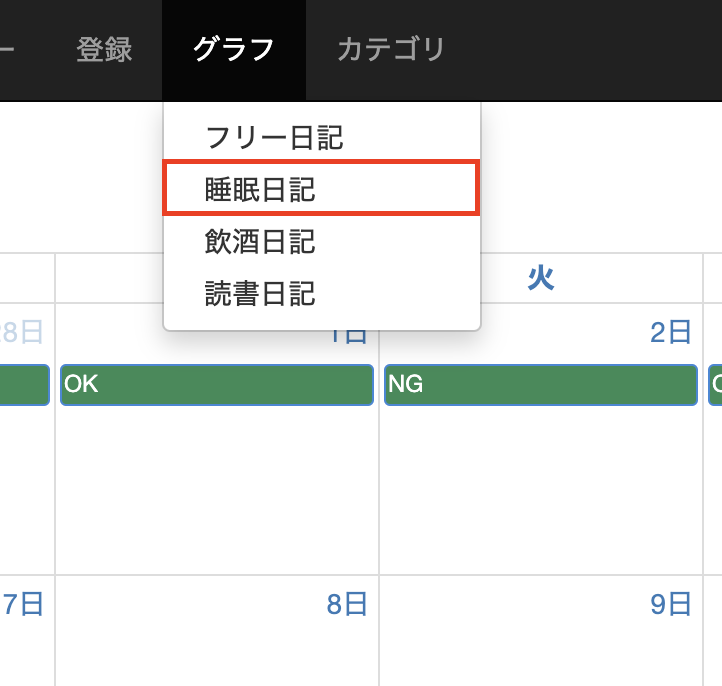 ー 登録 グラフ カテゴリ
フリー日記
睡眠日記
飲酒日記
読書日記
火
8日 1日 2日
OK NG
7日 8日 9日